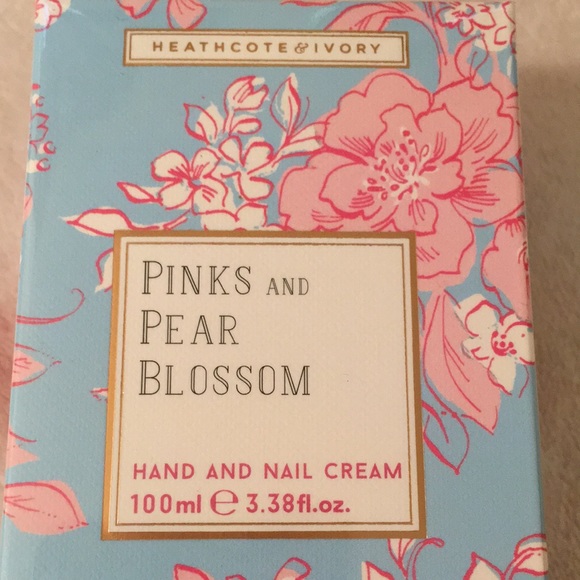 HEATHCOTE & IVORY
PINKS AND
PEAR
BLOSSOM
HAND AND NAIL CREAM
100ml ℮ 3.38fl.oz.